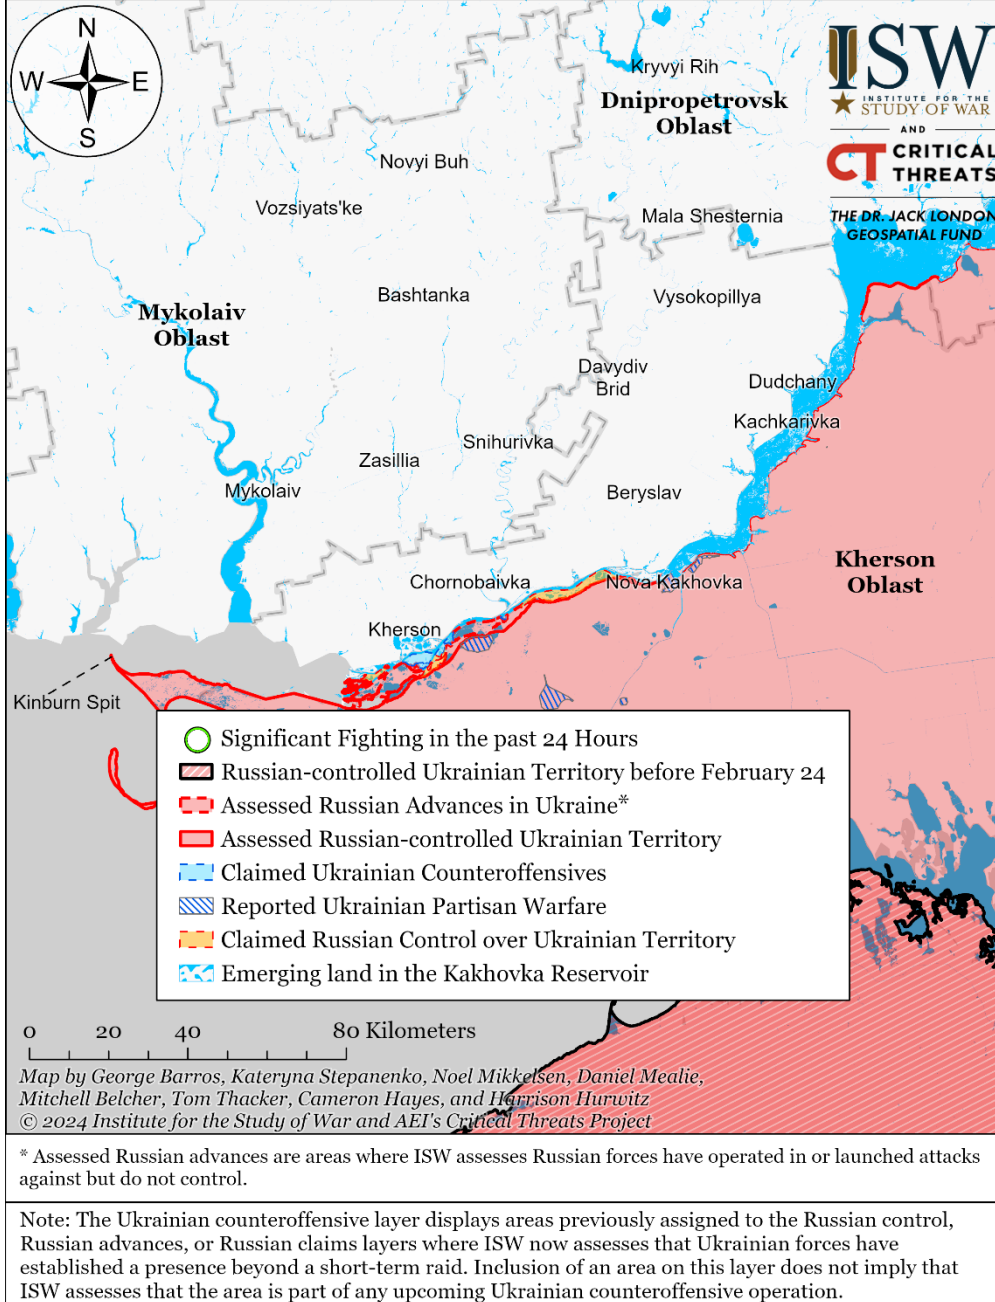 N
W E
S
ISW
INSTITUTE FOR THE
STUDY OF WAR
AND
CT CRITICAL
THREATS
THE DR. JACK LONDON
GEOSPATIAL FUND
Kryvyi Rih
Dnipropetrovsk
Oblast
Novyi Buh
Vozsiyats'ke
Mala Shesternia
Bashtanka
Vysokopillya
Mykolaiv
Oblast
Davydiv
Brid
Dudchany
Kachkarivka
Snihurivka
Zasillia
Mykolaiv
Beryslav
Kherson
Oblast
Chornobaivka
Nova Kakhovka
Kherson
Kinburn Spit
Significant Fighting in the past 24 Hours
Russian-controlled Ukrainian Territory before February 24
Assessed Russian Advances in Ukraine*
Assessed Russian-controlled Ukrainian Territory
Claimed Ukrainian Counteroffensives
Reported Ukrainian Partisan Warfare
Claimed Russian Control over Ukrainian Territory
Emerging land in the Kakhovka Reservoir
0 20 40 80 Kilometers
Map by George Barros, Kateryna Stepanenko, Noel Mikkelsen, Daniel Mealie,
Mitchell Belcher, Tom Thacker, Cameron Hayes, and Harrison Hurwitz
© 2024 Institute for the Study of War and AEI's Critical Threats Project
* Assessed Russian advances are areas where ISW assesses Russian forces have operated in or launched attacks
against but do not control.
Note: The Ukrainian counteroffensive layer displays areas previously assigned to the Russian control,
Russian advances, or Russian claims layers where ISW now assesses that Ukrainian forces have
established a presence beyond a short-term raid. Inclusion of an area on this layer does not imply that
ISW assesses that the area is part of any upcoming Ukrainian counteroffensive operation.